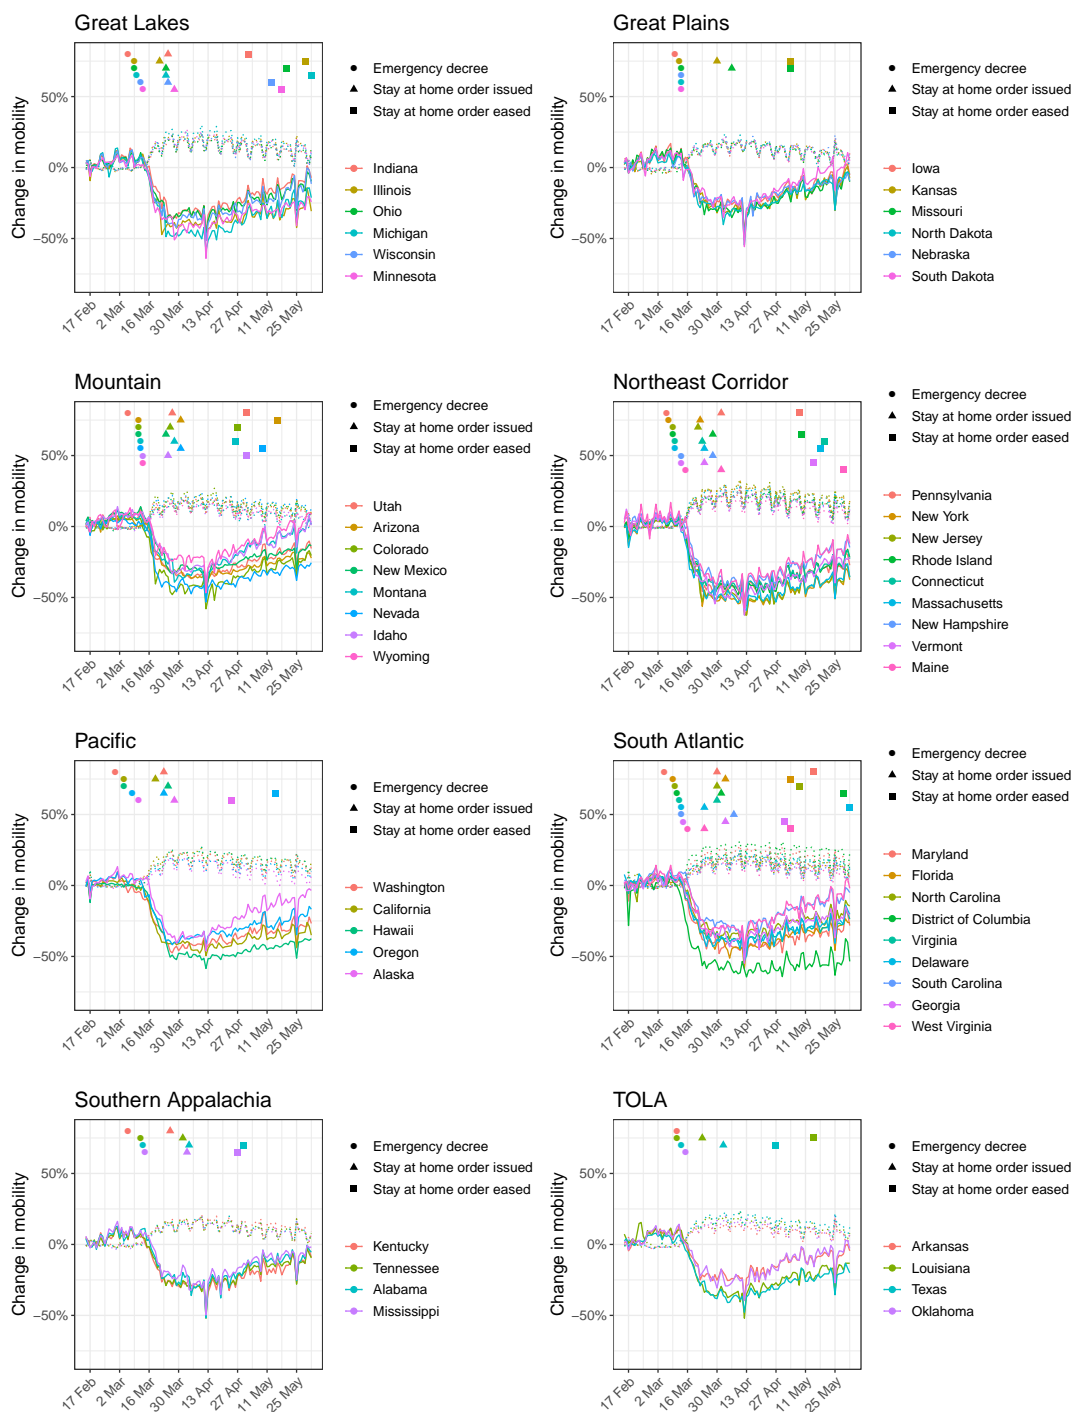 Great Lakes
Change in mobility
50%
0%
−50%
17 Feb
2 Mar
16 Mar
30 Mar
13 Apr
27 Apr
11 May
25 May
Emergency decree
Stay at home order issued
Stay at home order eased
Indiana
Illinois
Ohio
Michigan
Wisconsin
Minnesota
Great Plains
Change in mobility
50%
0%
−50%
17 Feb
2 Mar
16 Mar
30 Mar
13 Apr
27 Apr
11 May
25 May
Emergency decree
Stay at home order issued
Stay at home order eased
Iowa
Kansas
Missouri
North Dakota
Nebraska
South Dakota
Mountain
Change in mobility
50%
0%
−50%
17 Feb
2 Mar
16 Mar
30 Mar
13 Apr
27 Apr
11 May
25 May
Emergency decree
Stay at home order issued
Stay at home order eased
Utah
Arizona
Colorado
New Mexico
Montana
Nevada
Idaho
Wyoming
Northeast Corridor
Change in mobility
50%
0%
−50%
17 Feb
2 Mar
16 Mar
30 Mar
13 Apr
27 Apr
11 May
25 May
Emergency decree
Stay at home order issued
Stay at home order eased
Pennsylvania
New York
New Jersey
Rhode Island
Connecticut
Massachusetts
New Hampshire
Vermont
Maine
Pacific
Change in mobility
50%
0%
−50%
17 Feb
2 Mar
16 Mar
30 Mar
13 Apr
27 Apr
11 May
25 May
Emergency decree
Stay at home order issued
Stay at home order eased
Washington
California
Hawaii
Oregon
Alaska
South Atlantic
Change in mobility
50%
0%
−50%
17 Feb
2 Mar
16 Mar
30 Mar
13 Apr
27 Apr
11 May
25 May
Emergency decree
Stay at home order issued
Stay at home order eased
Maryland
Florida
North Carolina
District of Columbia
Virginia
Delaware
South Carolina
Georgia
West Virginia
Southern Appalachia
Change in mobility
50%
0%
−50%
17 Feb
2 Mar
16 Mar
30 Mar
13 Apr
27 Apr
11 May
25 May
Emergency decree
Stay at home order issued
Stay at home order eased
Kentucky
Tennessee
Alabama
Mississippi
TOLA
Change in mobility
50%
0%
−50%
17 Feb
2 Mar
16 Mar
30 Mar
13 Apr
27 Apr
11 May
25 May
Emergency decree
Stay at home order issued
Stay at home order eased
Arkansas
Louisiana
Texas
Oklahoma